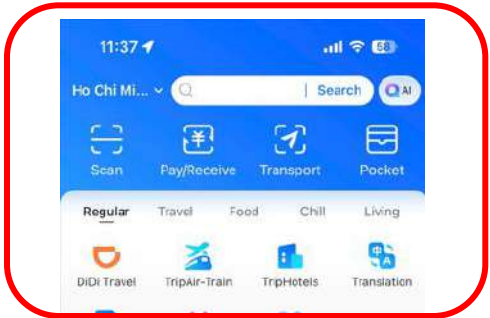 11:37 68
Ho Chi Mi... Search AI
Scan Pay/Receive Transport Pocket
Regular Travel Food Chill Living
DiDi Travel TripAir-Train TripHotels Translation